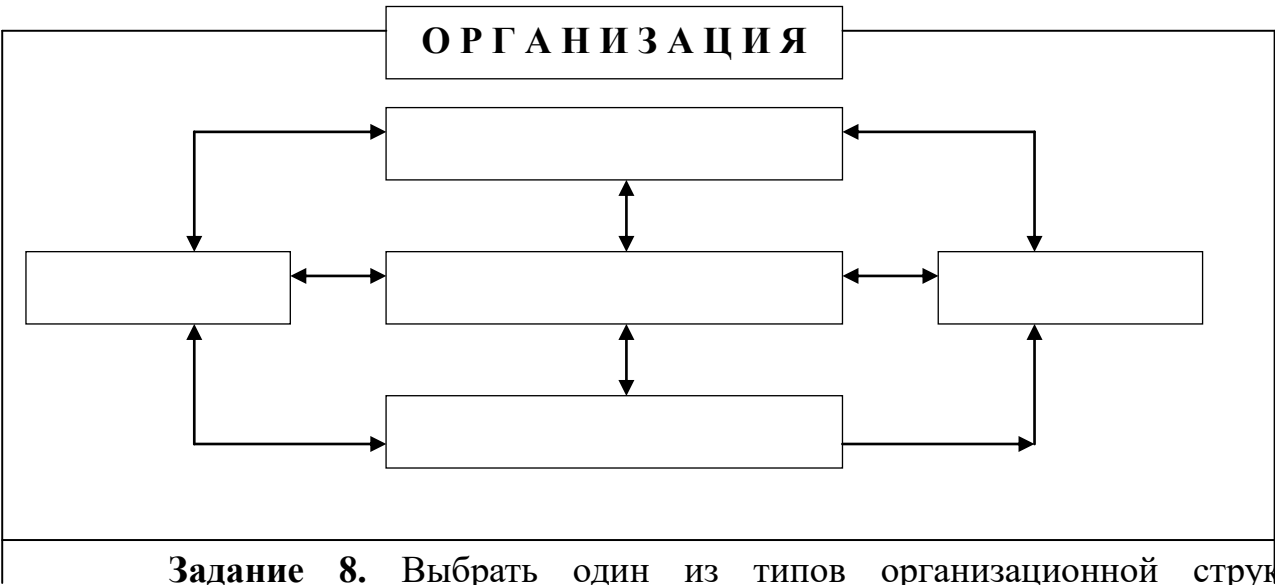 О Р Г А Н И З А Ц И Я
Задание 8. Выбрать один из типов организационной струк